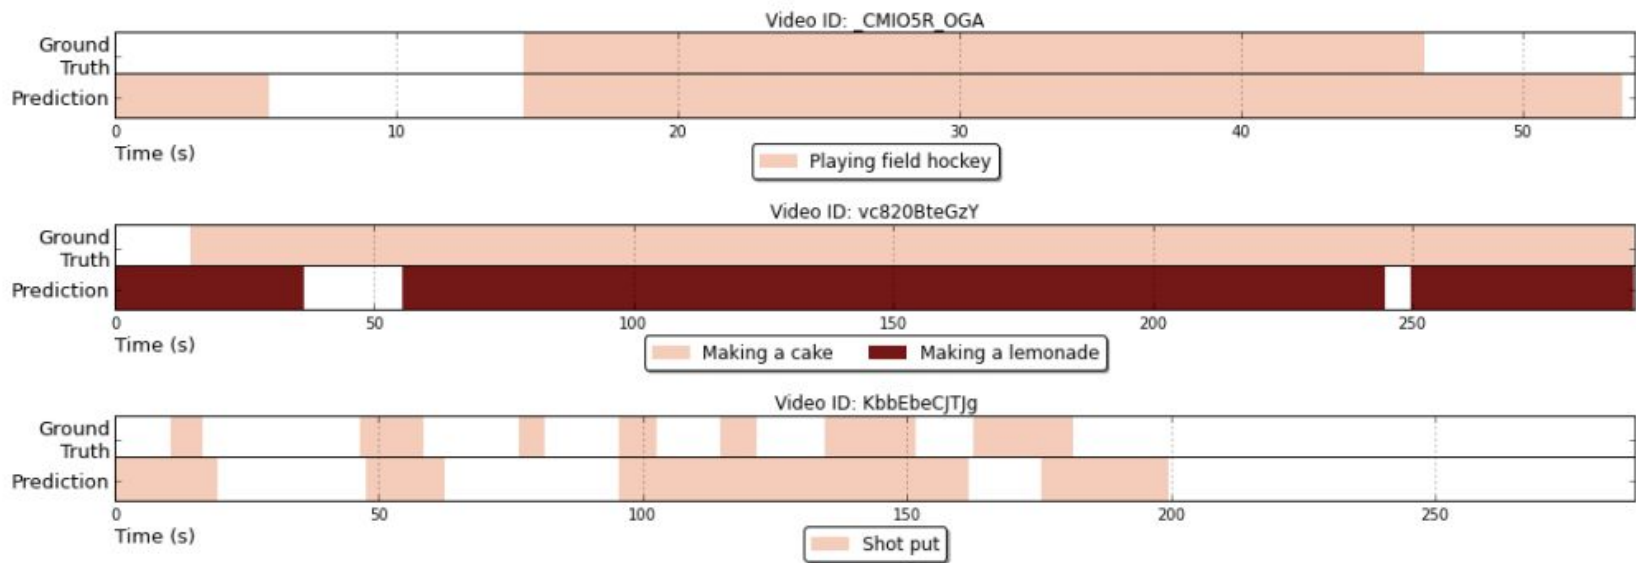 Video ID: _CMIO5R_OGA
Ground
Truth
Prediction
0 10 20 30 40 50
Time (s)
Playing field hockey
Video ID: vc820BteGzY
Ground
Truth
Prediction
0 50 100 150 200 250
Time (s)
Making a cake Making a lemonade
Video ID: KbbEbeCJTJg
Ground
Truth
Prediction
0 50 100 150 200 250
Time (s)
Shot put